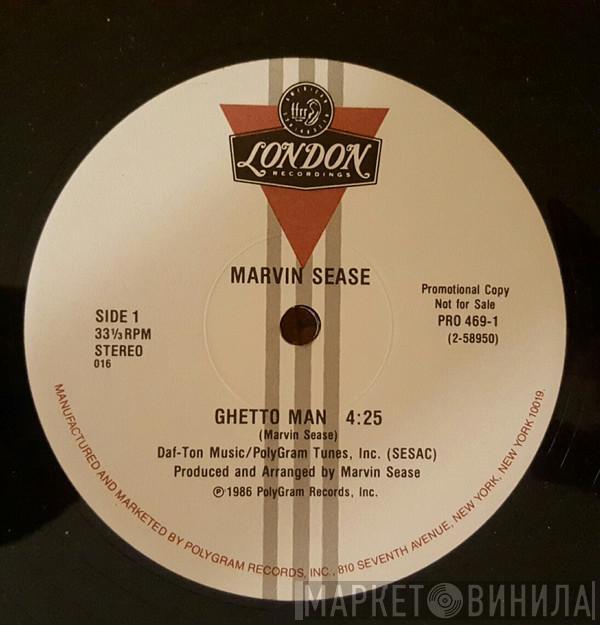 ffrr
LONDON
RECORDINGS
MARVIN SEASE
SIDE 1
33⅓ RPM
STEREO
016
Promotional Copy
Not for Sale
PRO 469-1
(2-58950)
GHETTO MAN 4:25
(Marvin Sease)
Daf-Ton Music/PolyGram Tunes, Inc. (SESAC)
Produced and Arranged by Marvin Sease
℗ 1986 PolyGram Records, Inc.
MANUFACTURED AND MARKETED BY POLYGRAM RECORDS, INC., 810 SEVENTH AVENUE, NEW YORK, NEW YORK 10019.
МАРКЕТ ВИНИЛА